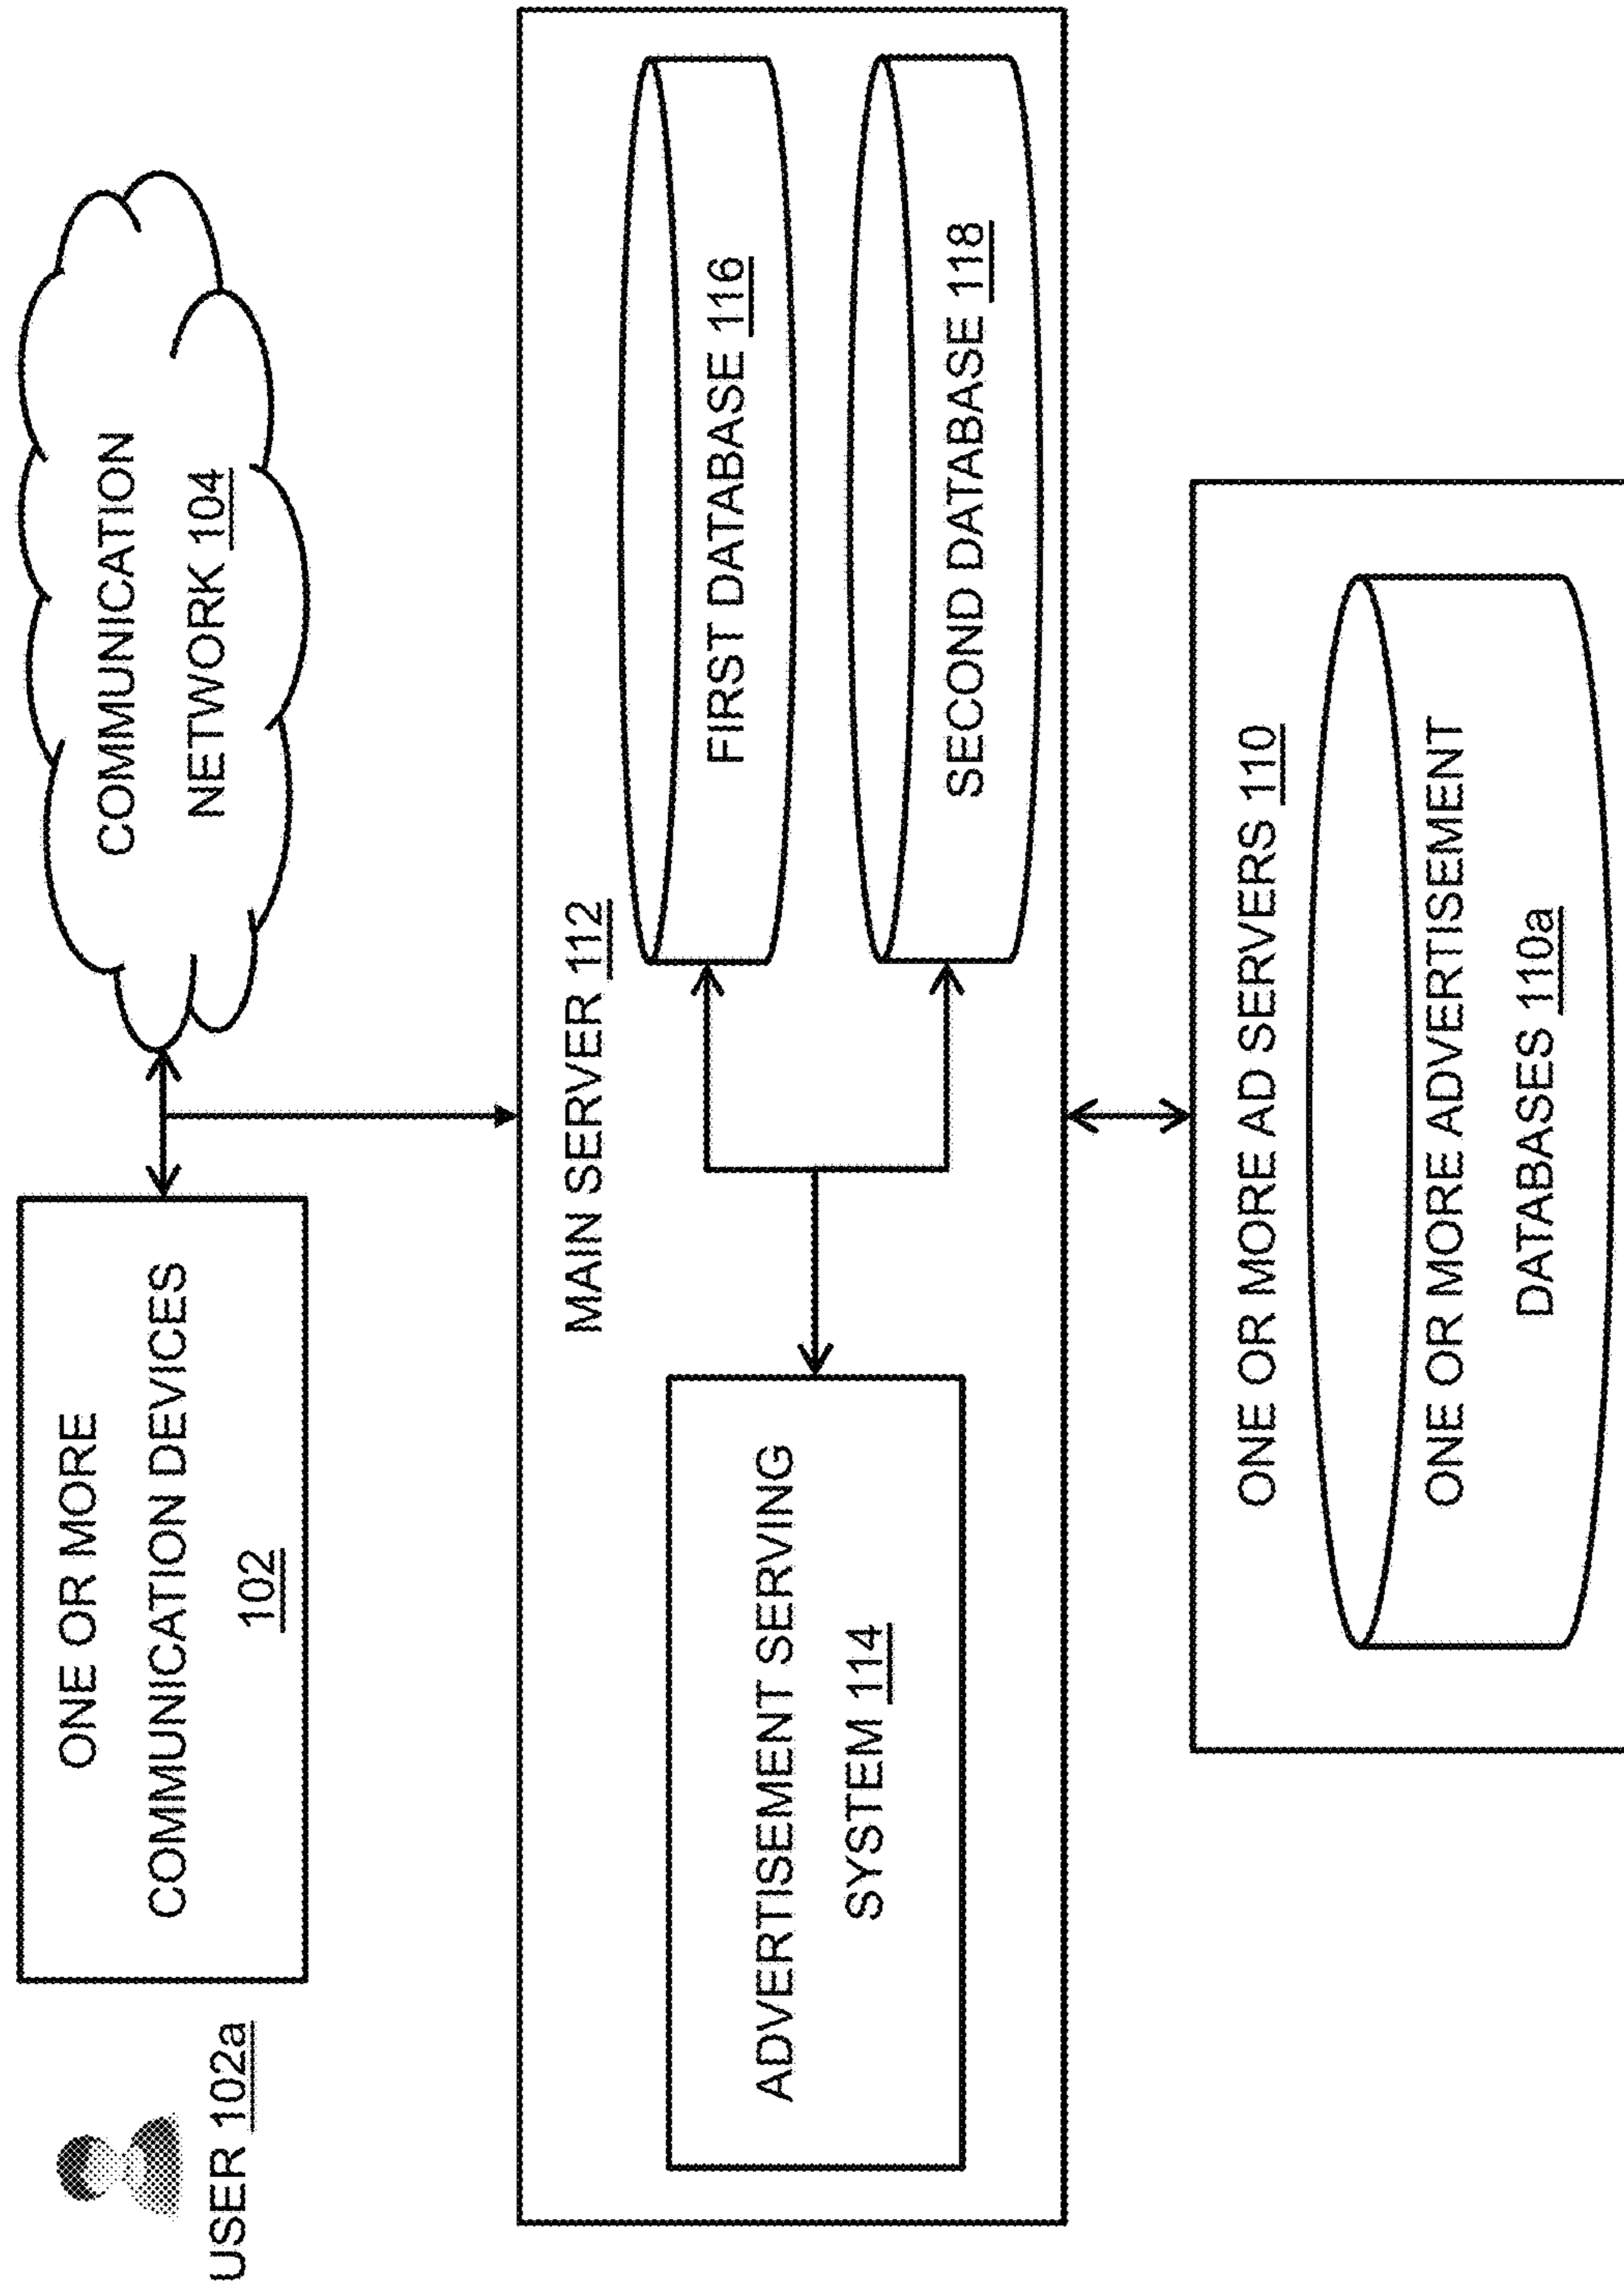 USER 102a
ONE OR MORE
COMMUNICATION DEVICES
102
COMMUNICATION
NETWORK 104
MAIN SERVER 112
ADVERTISEMENT SERVING
SYSTEM 114
FIRST DATABASE 116
SECOND DATABASE 118
ONE OR MORE AD SERVERS 110
ONE OR MORE ADVERTISEMENT
DATABASES 110a